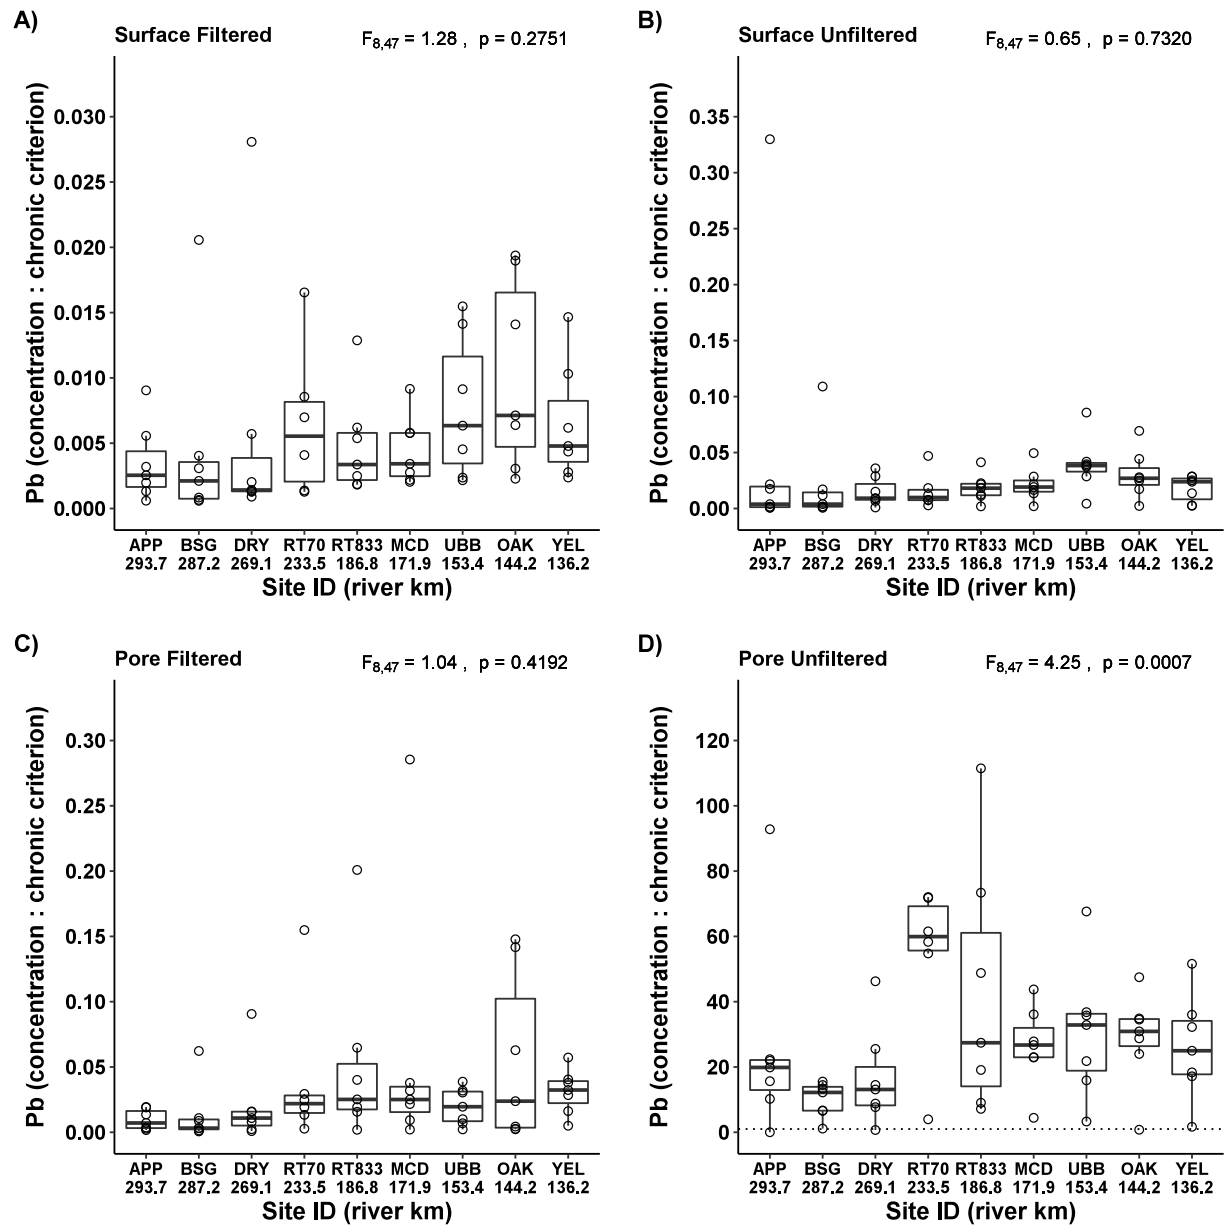 A)
Surface Filtered
F8,47 = 1.28 , p = 0.2751
Pb (concentration : chronic criterion)
0.030
0.025
0.020
0.015
0.010
0.005
0.000
APP BSG DRY RT70 RT833 MCD UBB OAK YEL
293.7 287.2 269.1 233.5 186.8 171.9 153.4 144.2 136.2
Site ID (river km)
B)
Surface Unfiltered
F8,47 = 0.65 , p = 0.7320
Pb (concentration : chronic criterion)
0.35
0.30
0.25
0.20
0.15
0.10
0.05
0.00
APP BSG DRY RT70 RT833 MCD UBB OAK YEL
293.7 287.2 269.1 233.5 186.8 171.9 153.4 144.2 136.2
Site ID (river km)
C)
Pore Filtered
F8,47 = 1.04 , p = 0.4192
Pb (concentration : chronic criterion)
0.30
0.25
0.20
0.15
0.10
0.05
0.00
APP BSG DRY RT70 RT833 MCD UBB OAK YEL
293.7 287.2 269.1 233.5 186.8 171.9 153.4 144.2 136.2
Site ID (river km)
D)
Pore Unfiltered
F8,47 = 4.25 , p = 0.0007
Pb (concentration : chronic criterion)
120
100
80
60
40
20
0
APP BSG DRY RT70 RT833 MCD UBB OAK YEL
293.7 287.2 269.1 233.5 186.8 171.9 153.4 144.2 136.2
Site ID (river km)